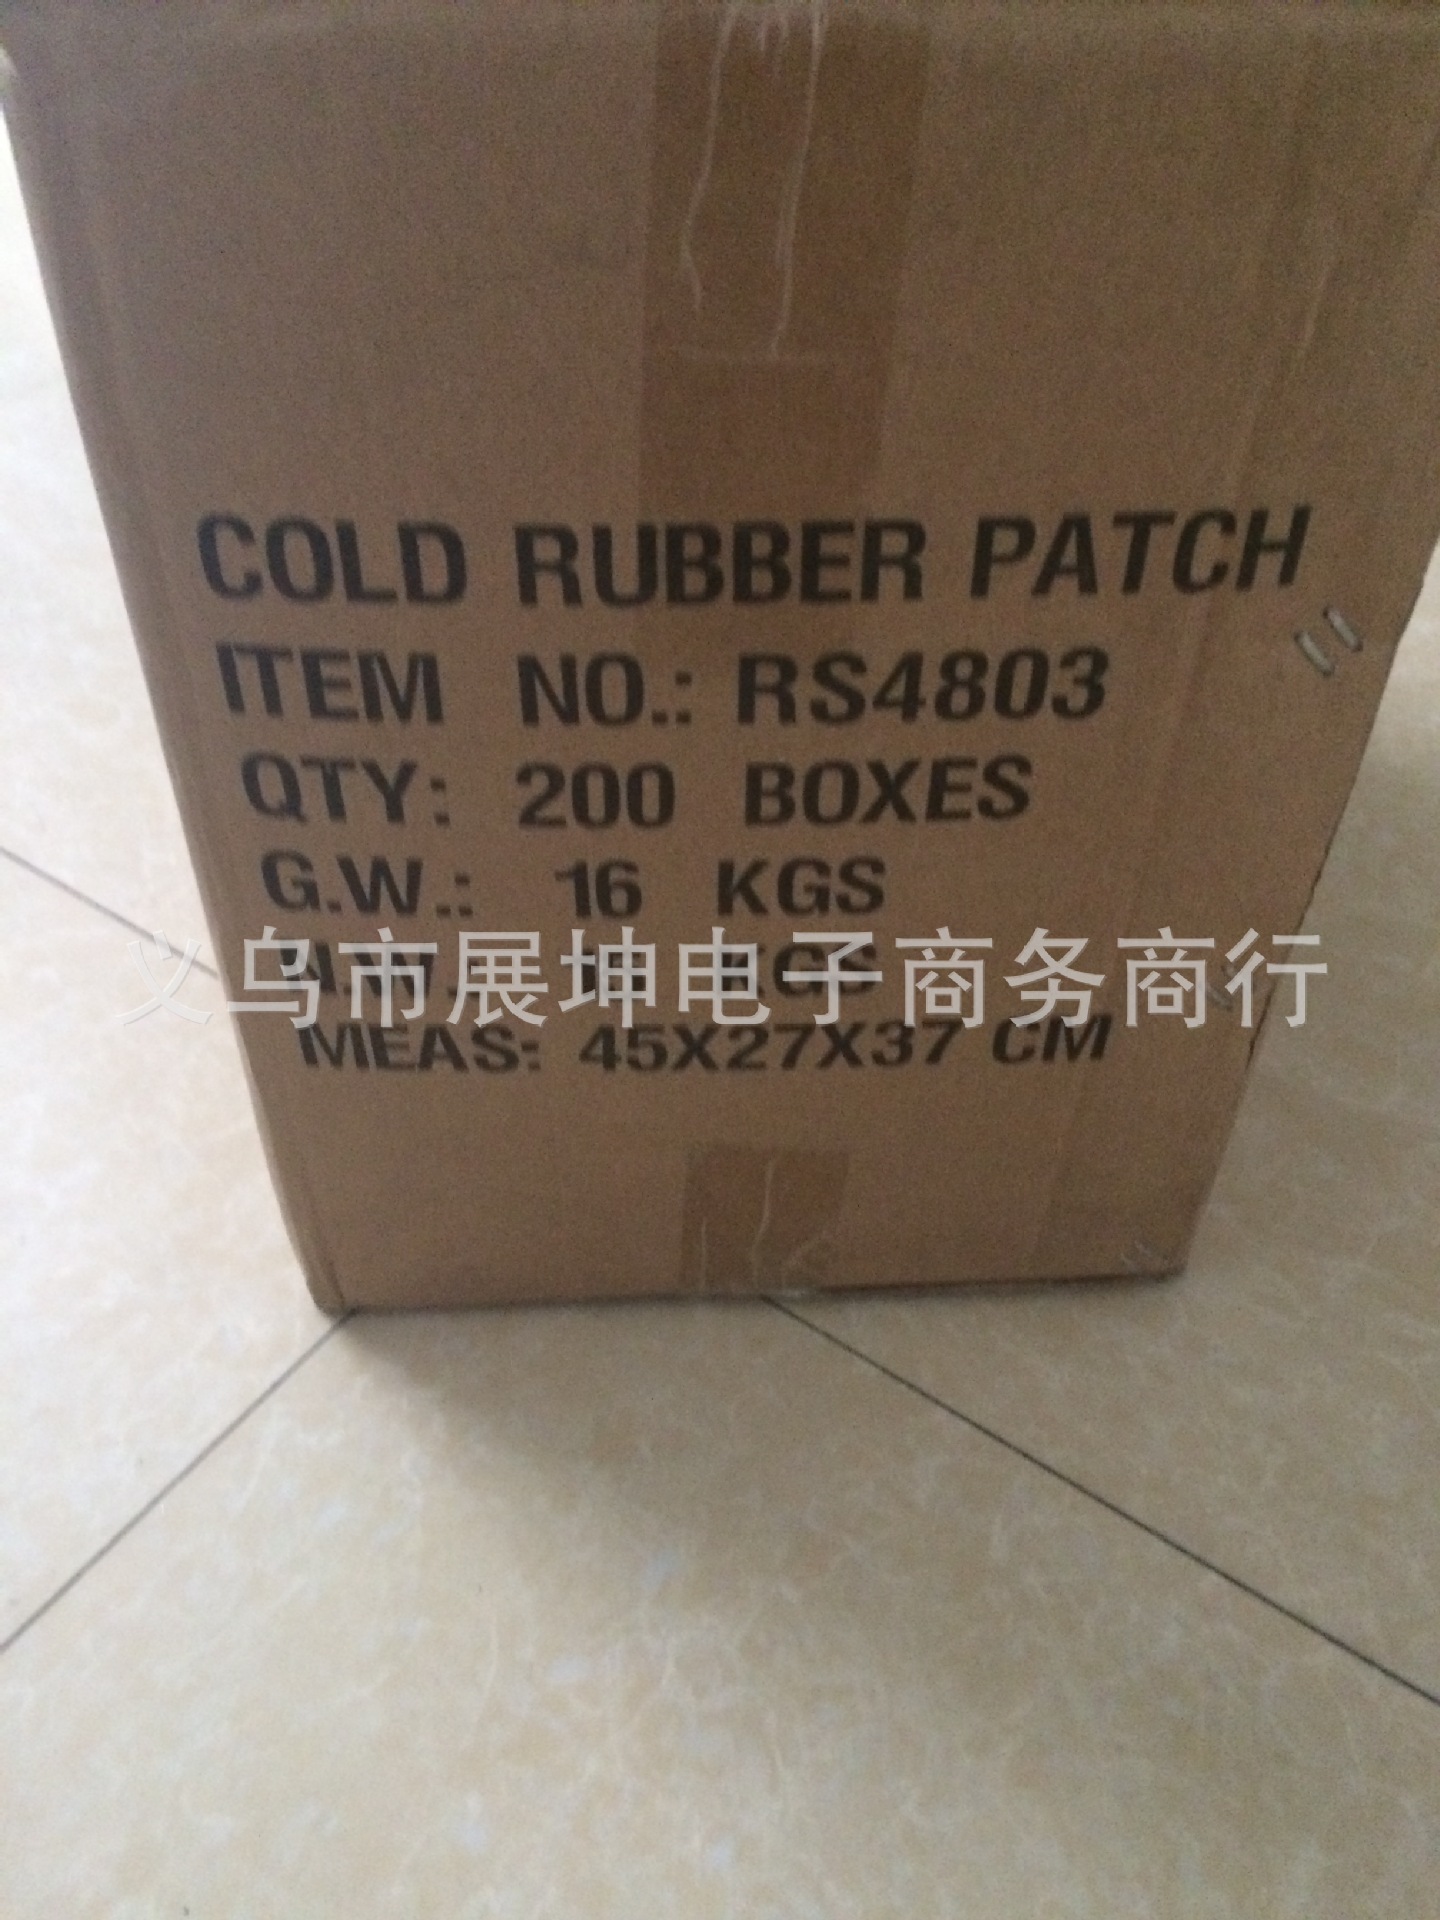 COLD RUBBER PATCH
ITEM NO.: RS4803
QTY: 200 BOXES
G.W.: 16 KGS
N.W.: KGS
义乌市展坤电子商务商行
MEAS: 45X27X37 CM